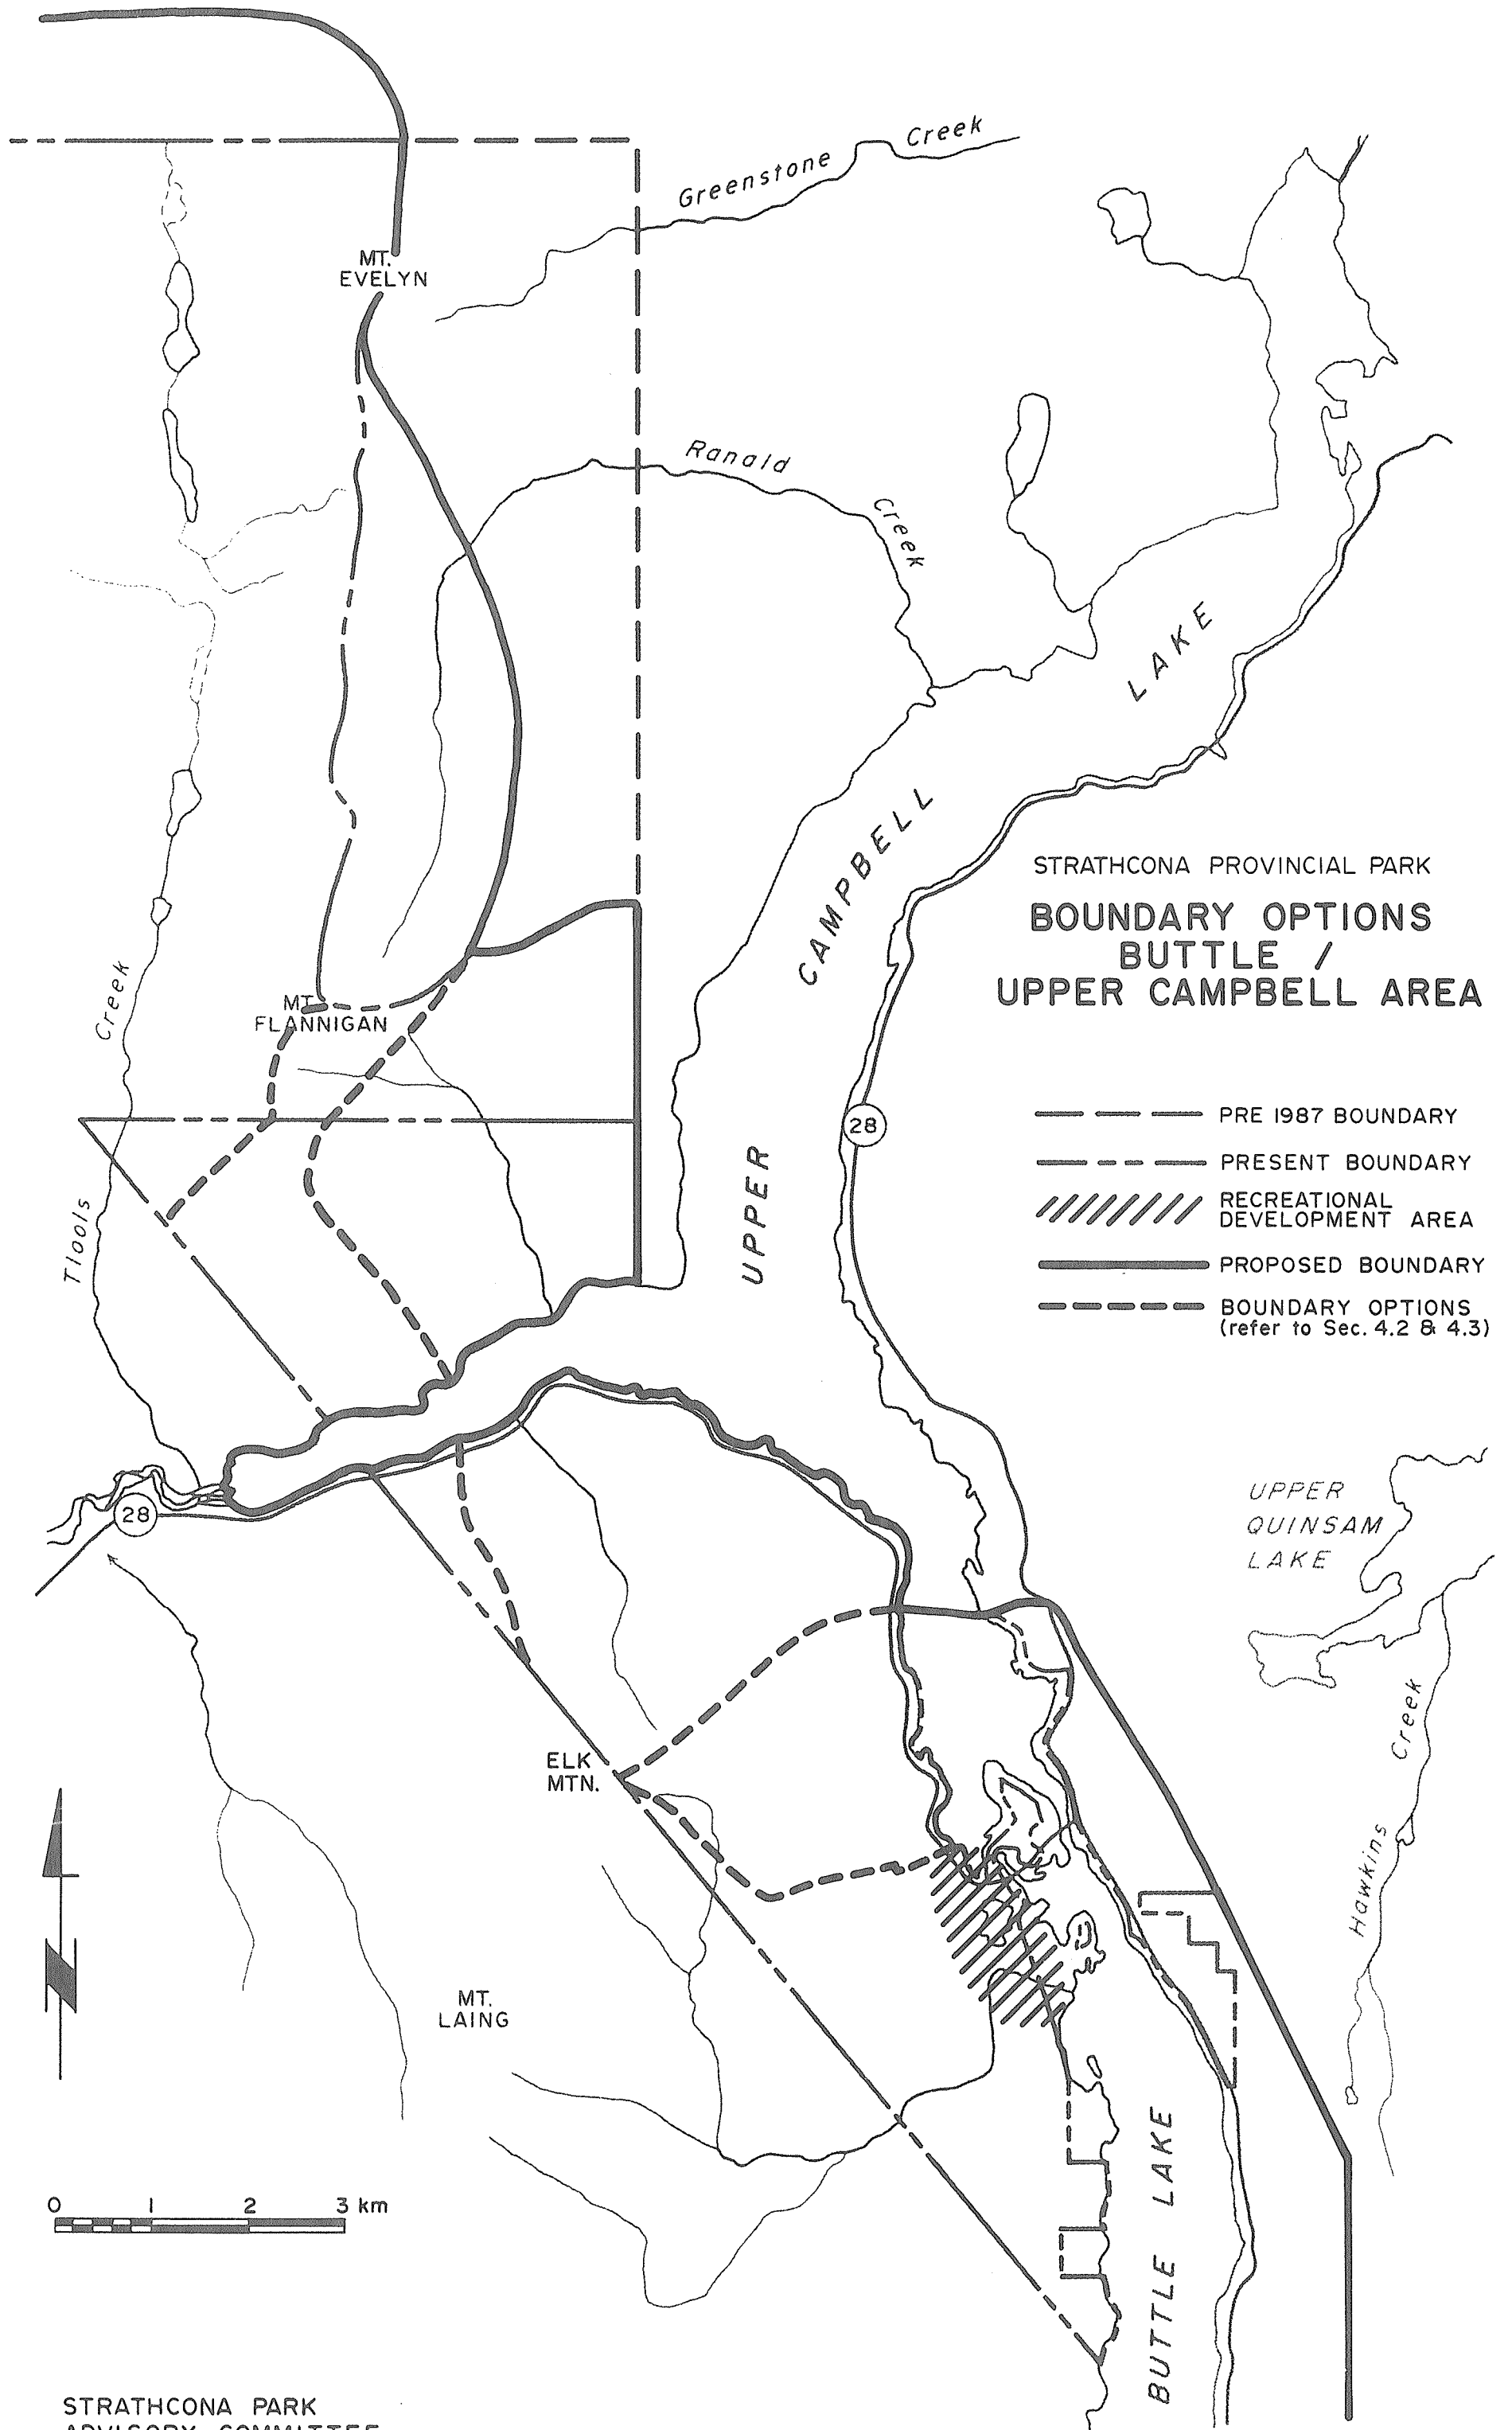 Greenstone Creek
MT.
EVELYN
Ranald
Creek
LAKE
CAMPBELL
UPPER
STRATHCONA PROVINCIAL PARK
BOUNDARY OPTIONS
BUTTLE /
UPPER CAMPBELL AREA
MT.
FLANNIGAN
Creek
Tlools
28
PRE 1987 BOUNDARY
PRESENT BOUNDARY
RECREATIONAL
DEVELOPMENT AREA
PROPOSED BOUNDARY
BOUNDARY OPTIONS
(refer to Sec. 4.2 & 4.3)
28
UPPER
QUINSAM
LAKE
Hawkins Creek
ELK
MTN.
MT.
LAING
N
0 1 2 3 km
BUTTLE LAKE
STRATHCONA PARK
ADVISORY COMMITTEE